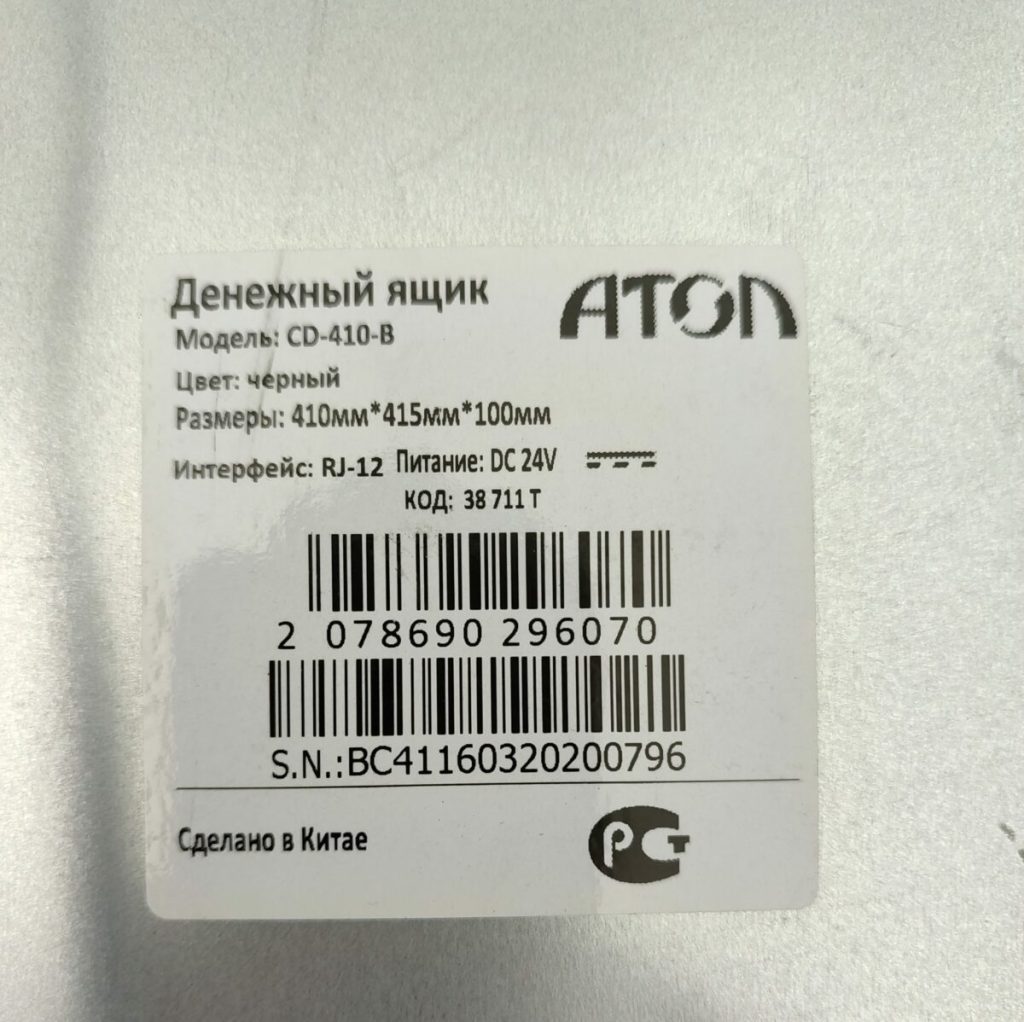 Денежный ящик
АТОЛ
Модель: CD-410-B
Цвет: черный
Размеры: 410мм*415мм*100мм
Интерфейс: RJ-12 Питание: DC 24V
КОД: 38 711 T
2 078690 296070
S.N.:BC41160320200796
Сделано в Китае
РСТ